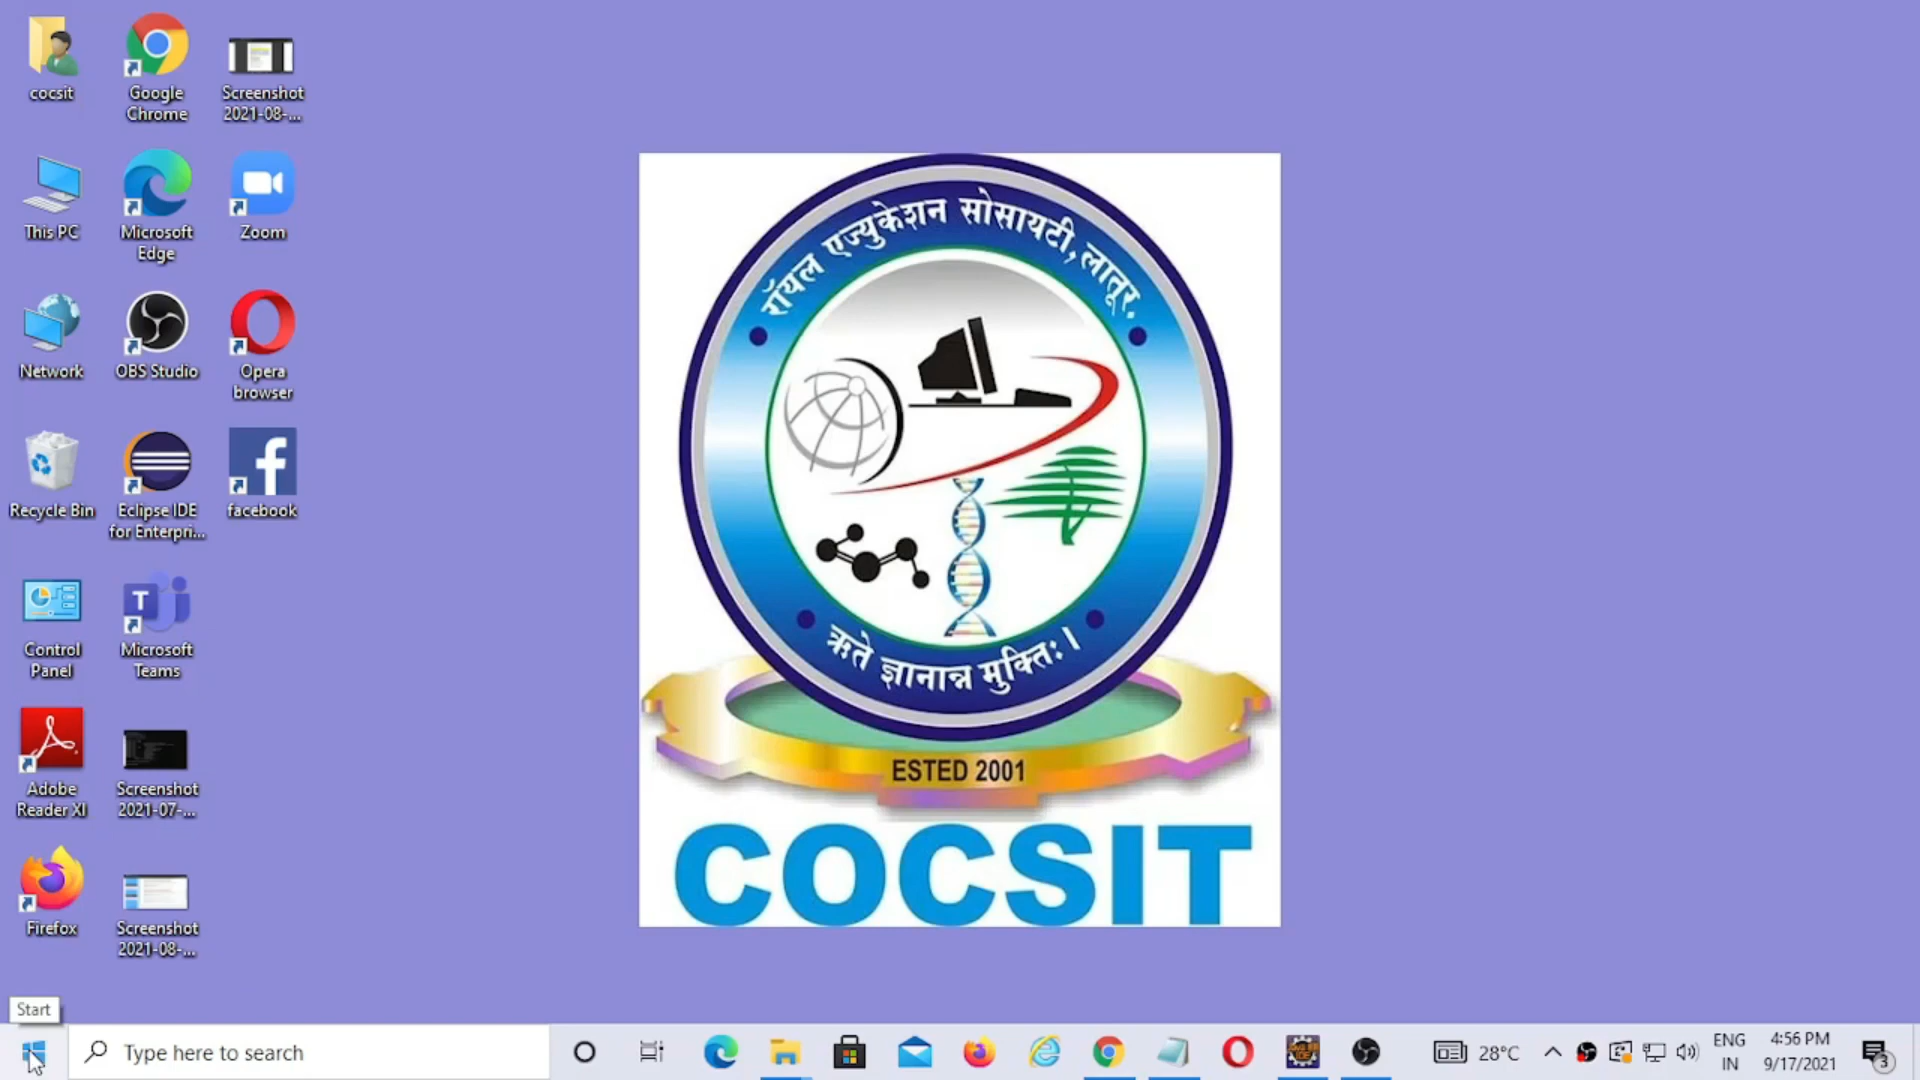 cocsit
Google
Chrome
Screenshot
2021-08-...
This PC
Microsoft
Edge
Zoom
Network
OBS Studio
Opera
browser
Recycle Bin
Eclipse IDE
for Enterpri...
facebook
Control
Panel
Microsoft
Teams
Adobe
Reader XI
Screenshot
2021-07-...
Firefox
Screenshot
2021-08-...
रॉयल एज्युकेशन सोसायटी, लातूर.
ऋते ज्ञानान्न मुक्तिः।
ESTED 2001
COCSIT
Start
Type here to search
28°C
ENG
IN
4:56 PM
9/17/2021
3